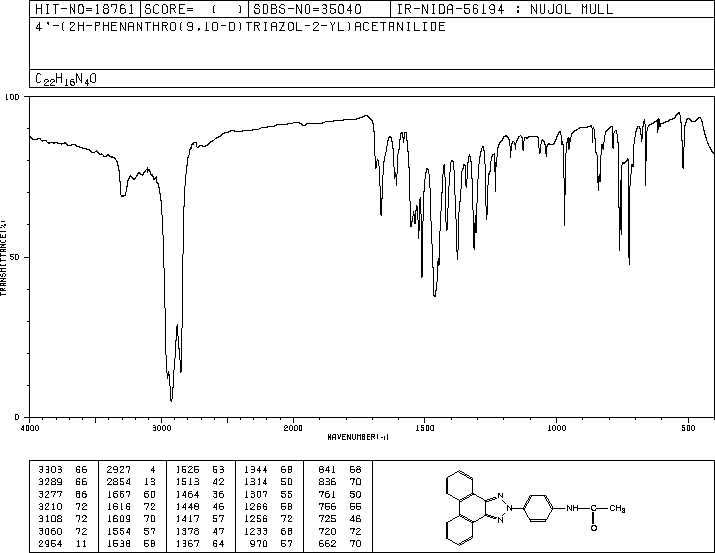 HIT-NO=18761 SCORE= ( ) SDBS-NO=35040 IR-NIDA-56194 : NUJOL MULL
4'-(2H-PHENANTHRO(9,10-D)TRIAZOL-2-YL)ACETANILIDE
C22H16N4O
100
50
0
TRANSMITTANCE(%)
4000 3000 2000 1500 1000 500
WAVENUMBER(-1)
3303 66 2927 4 1526 53 1344 68 841 68
3289 66 2854 13 1513 42 1314 50 836 70
3277 66 1667 60 1464 36 1307 55 761 50
3210 72 1616 72 1448 46 1266 58 756 55
3108 72 1609 70 1417 57 1256 72 725 46
3060 72 1554 57 1378 47 1233 68 720 72
2954 11 1538 58 1367 64 970 57 662 70
N
N
N
NH
C
O
CH3